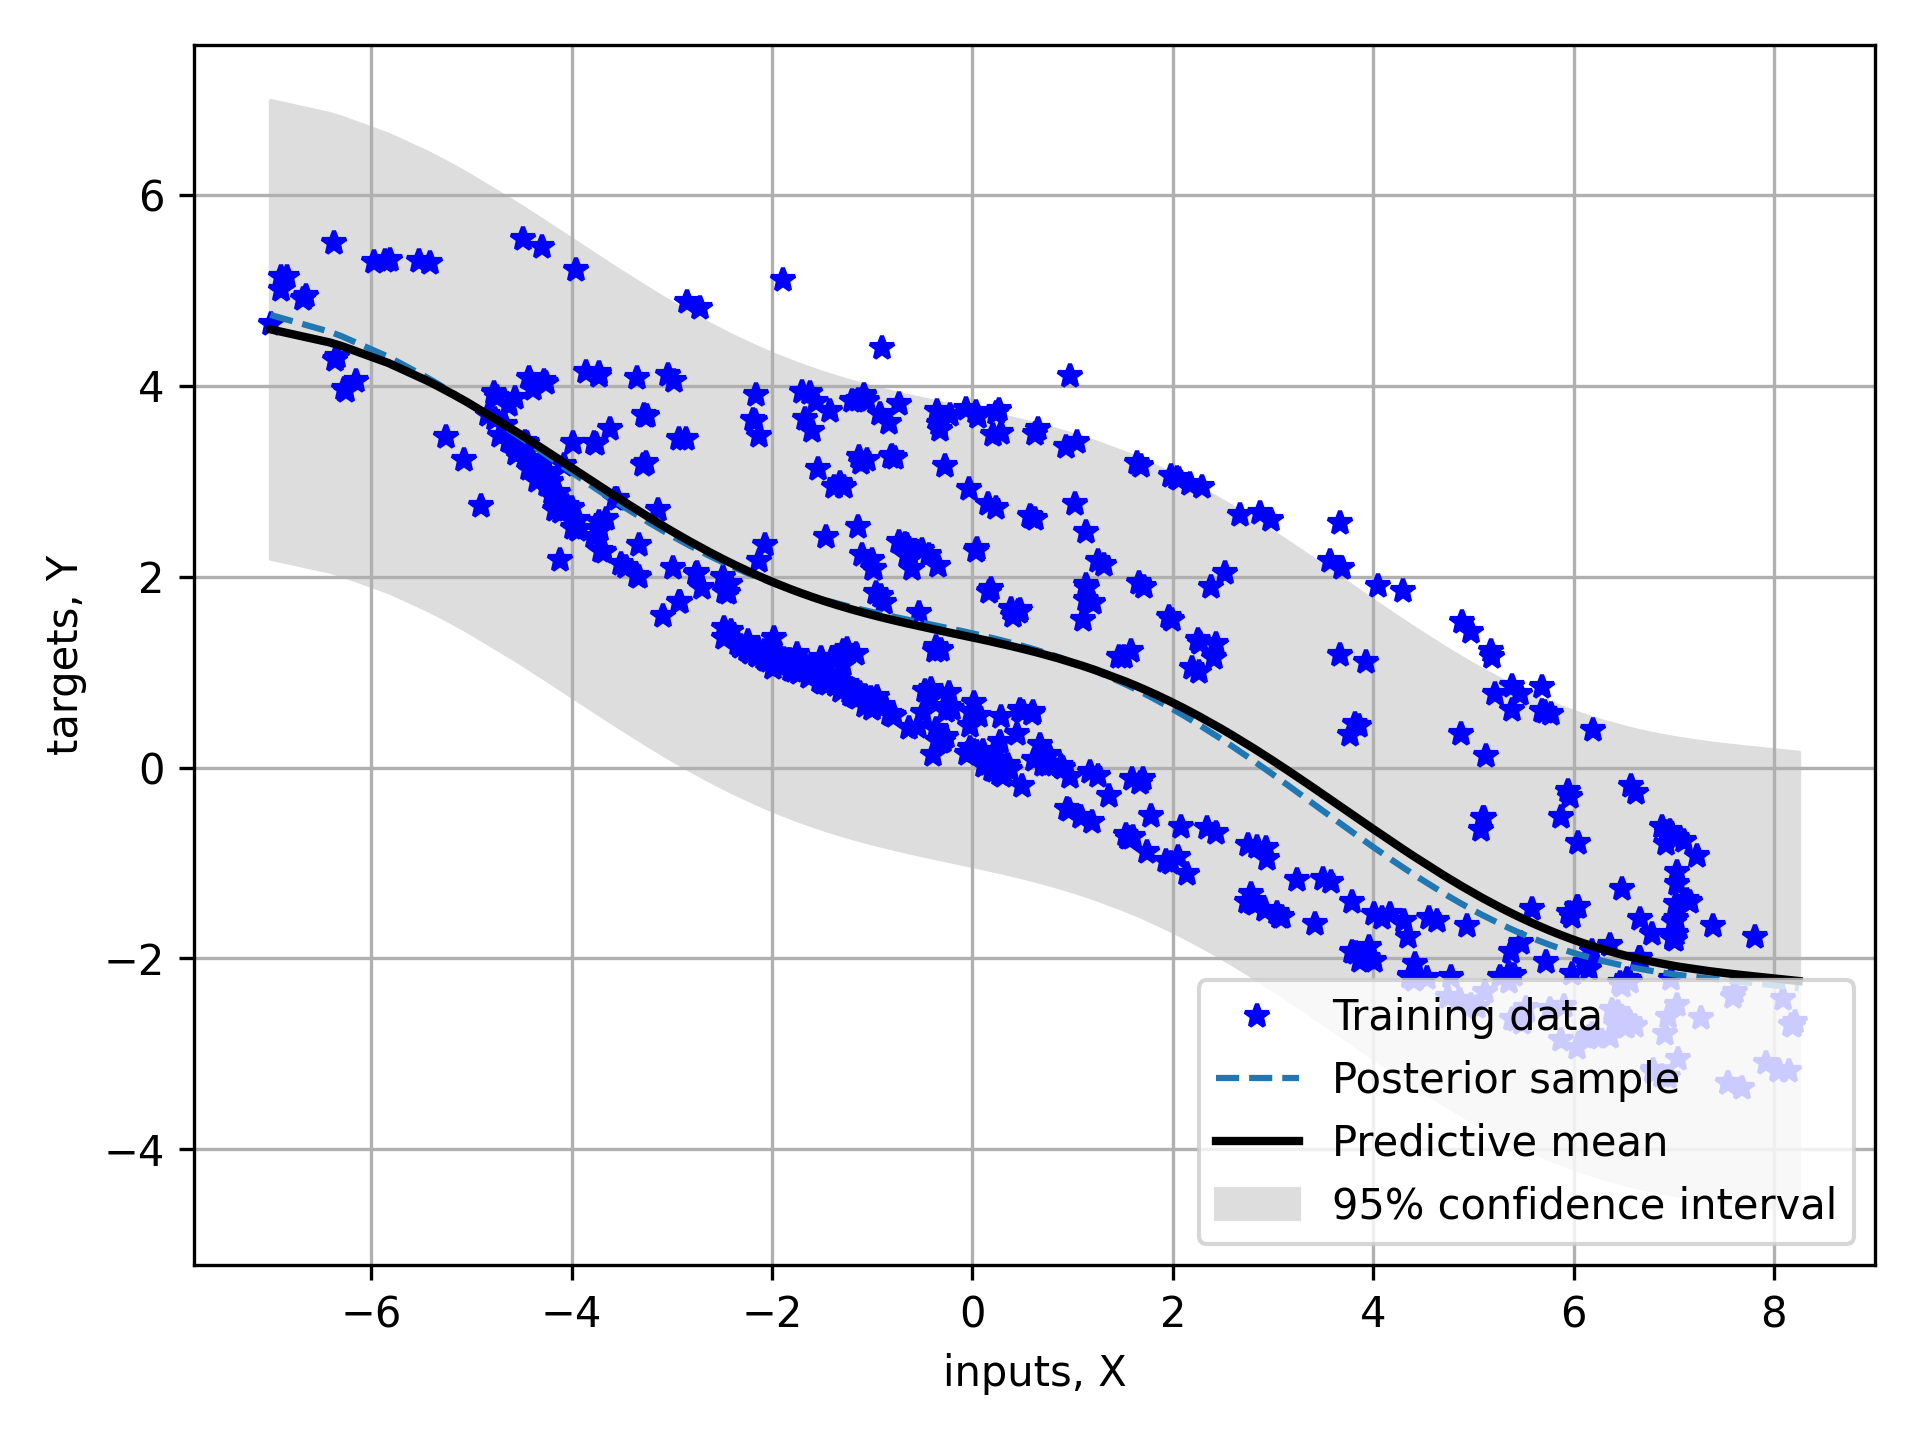 6
4
2
0
−2
−4
targets, Y
Training data
Posterior sample
Predictive mean
95% confidence interval
−6 −4 −2 0 2 4 6 8
inputs, X